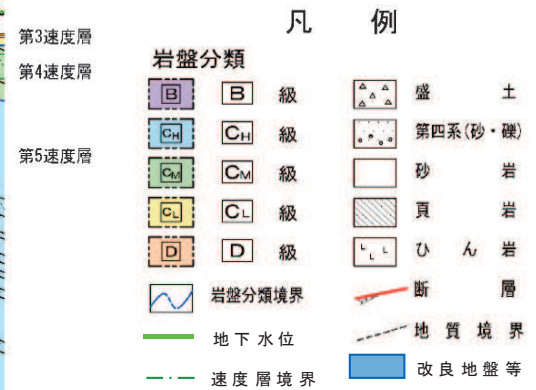 凡 例
第3速度層
第4速度層
第5速度層
岩盤分類
B B 級
CH CH 級
CM CM 級
CL CL 級
D D 級
岩盤分類境界
地下水位
速度層境界
盛土
第四系(砂・礫)
砂岩
頁岩
ひん岩
断層
地質境界
改良地盤等